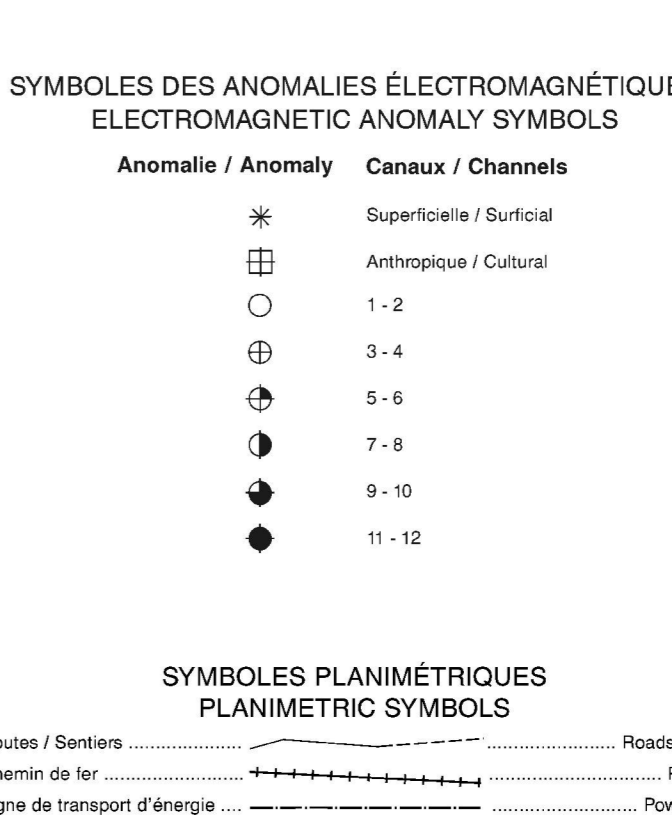 SYMBOLES DES ANOMALIES ÉLECTROMAGNÉTIQUE
ELECTROMAGNETIC ANOMALY SYMBOLS
Anomalie / Anomaly Canaux / Channels
Superficielle / Surficial
Anthropique / Cultural
1 - 2
3 - 4
5 - 6
7 - 8
9 - 10
11 - 12
SYMBOLES PLANIMÉTRIQUES
PLANIMETRIC SYMBOLS
outes / Sentiers ..................... ....................... Roads
hemin de fer ......................... ............................... 
gne de transport d'énergie .... .......................... Pow